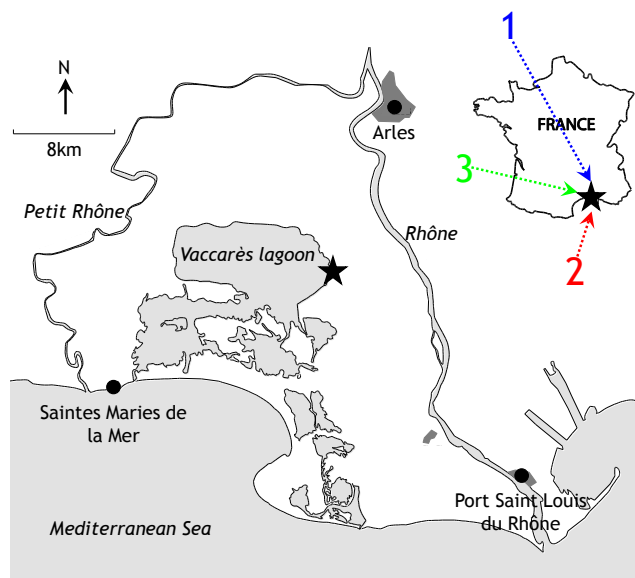 1
N
8km
Arles
FRANCE
3
Petit Rhône
Vaccarès lagoon
Rhône
2
Saintes Maries de
la Mer
Port Saint Louis
du Rhône
Mediterranean Sea